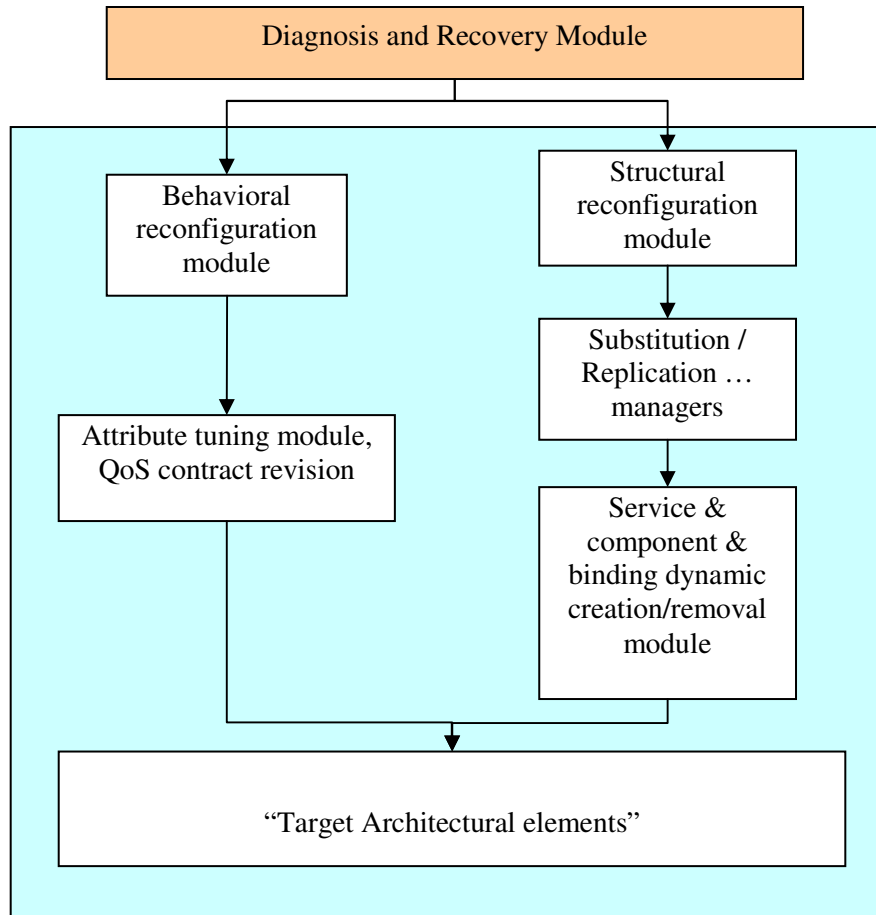 Diagnosis and Recovery Module
Behavioral
reconfiguration
module
Structural
reconfiguration
module
Substitution /
Replication …
managers
Attribute tuning module,
QoS contract revision
Service &
component &
binding dynamic
creation/removal
module
“Target Architectural elements”